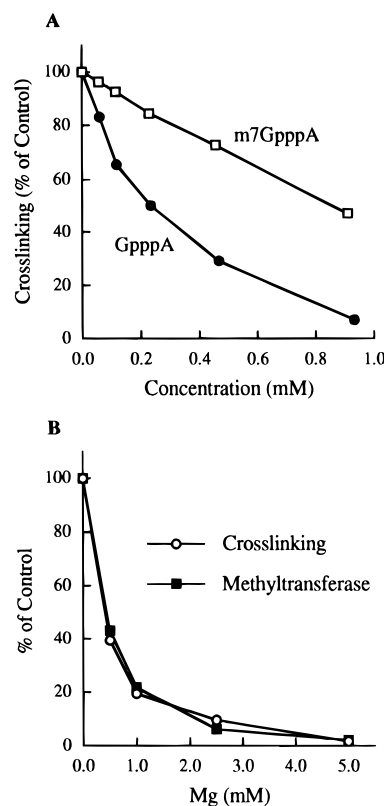 A
Crosslinking (% of Control)
100
80
60
40
20
0
m7GpppA
GpppA
0.0 0.2 0.4 0.6 0.8 1.0
Concentration (mM)
B
% of Control
100
80
60
40
20
0
Crosslinking
Methyltransferase
0.0 1.0 2.0 3.0 4.0 5.0
Mg (mM)